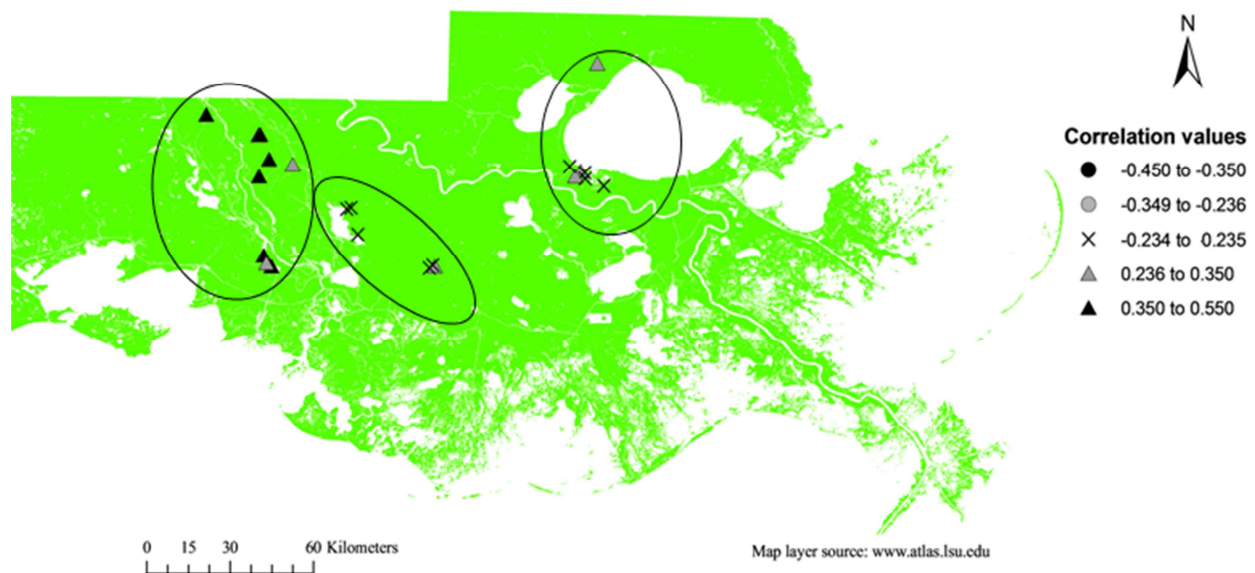 N
Correlation values
-0.450 to -0.350
-0.349 to -0.236
-0.234 to 0.235
0.236 to 0.350
0.350 to 0.550
0 15 30 60 Kilometers
Map layer source: www.atlas.lsu.edu